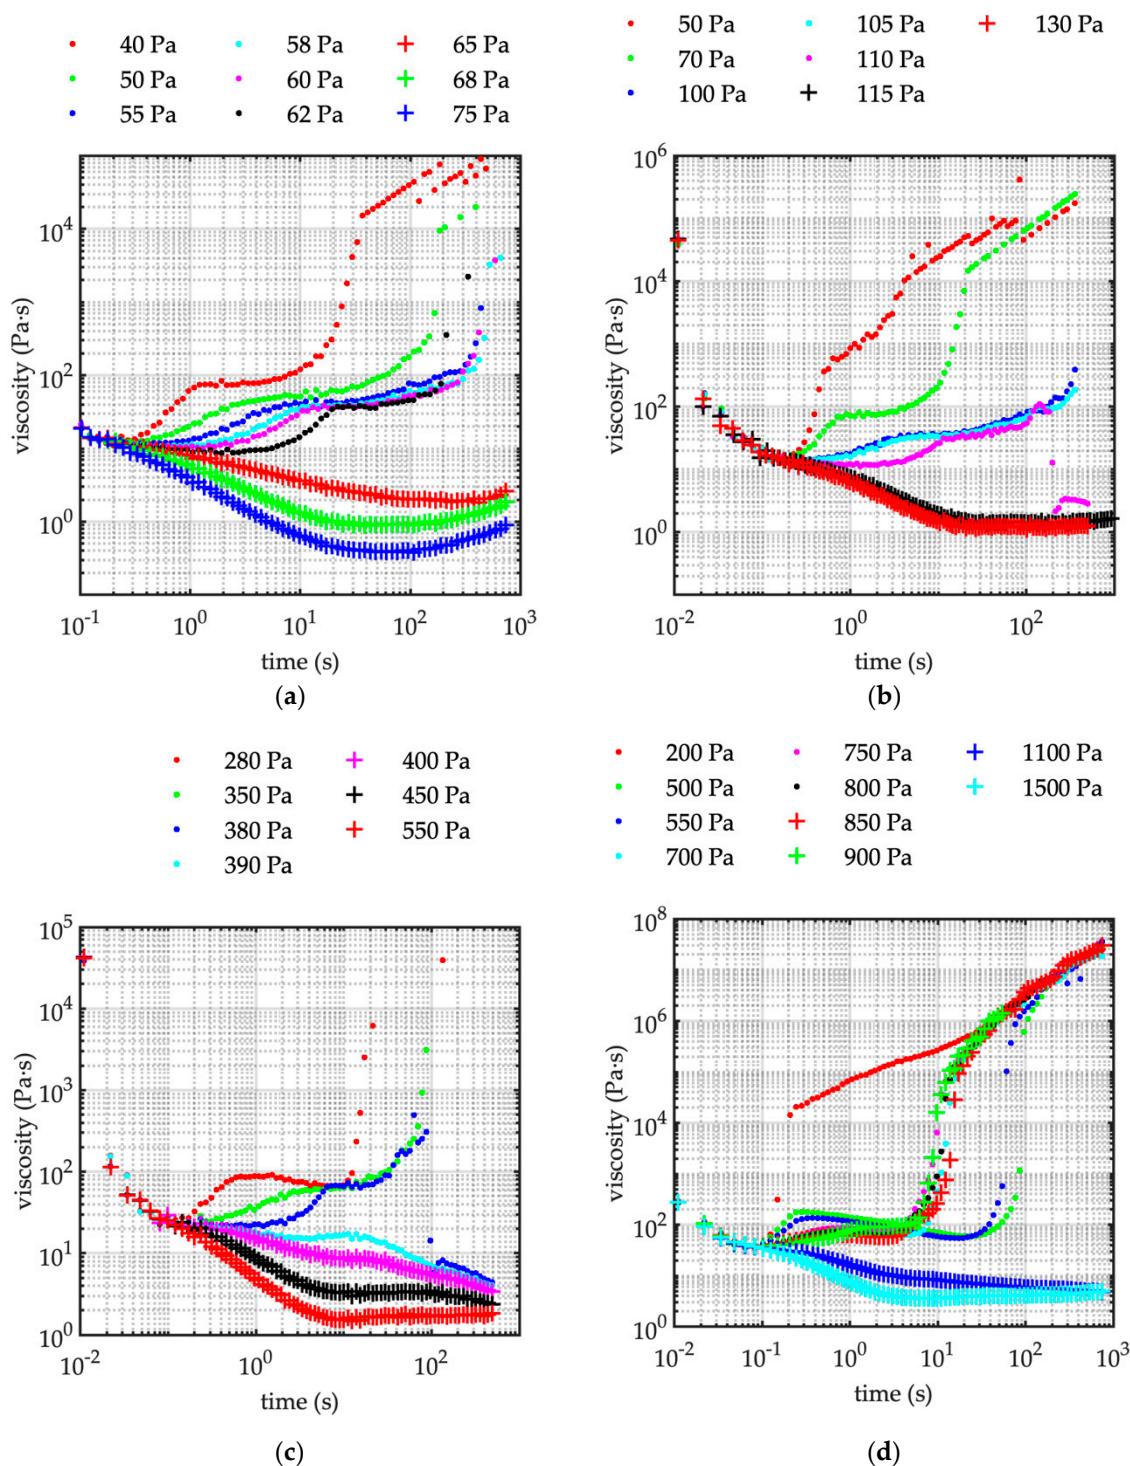 40 Pa 58 Pa 65 Pa
50 Pa 60 Pa 68 Pa
55 Pa 62 Pa 75 Pa
10^4
10^2
10^0
viscosity (Pa·s)
10^-1 10^0 10^1 10^2 10^3
time (s)
(a)
50 Pa 105 Pa 130 Pa
70 Pa 110 Pa
100 Pa 115 Pa
10^6
10^4
10^2
10^0
viscosity (Pa·s)
10^-2 10^0 10^2
time (s)
(b)
280 Pa 400 Pa
350 Pa 450 Pa
380 Pa 550 Pa
390 Pa
10^5
10^4
10^3
10^2
10^1
10^0
viscosity (Pa·s)
10^-2 10^0 10^2
time (s)
(c)
200 Pa 750 Pa 1100 Pa
500 Pa 800 Pa 1500 Pa
550 Pa 850 Pa
700 Pa 900 Pa
10^8
10^6
10^4
10^2
10^0
viscosity (Pa·s)
10^-2 10^-1 10^0 10^1 10^2 10^3
time (s)
(d)